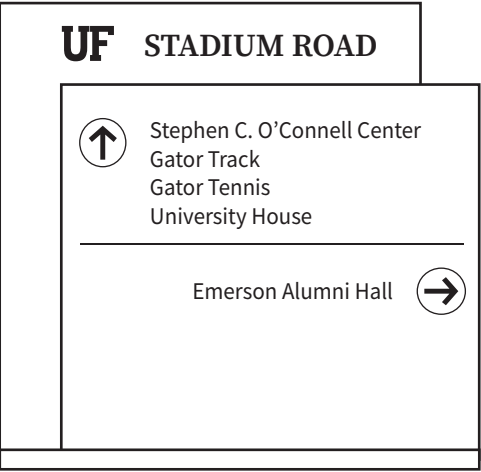 UF STADIUM ROAD
Stephen C. O’Connell Center
Gator Track
Gator Tennis
University House
Emerson Alumni Hall